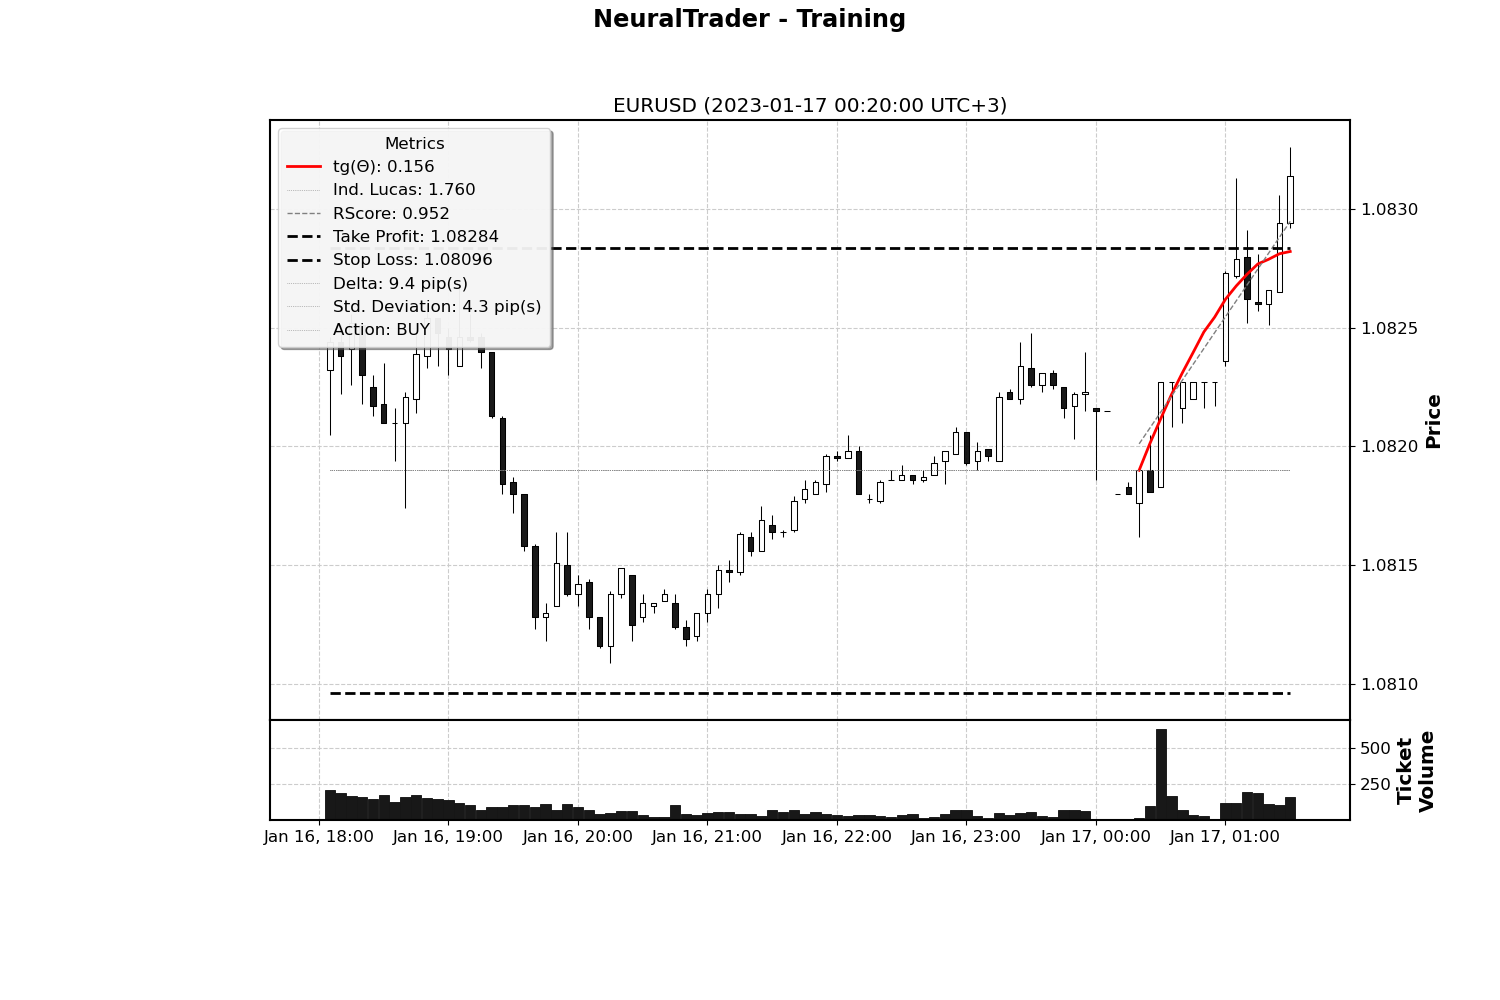 NeuralTrader - Training
EURUSD (2023-01-17 00:20:00 UTC+3)
Metrics
tg(Θ): 0.156
Ind. Lucas: 1.760
RScore: 0.952
Take Profit: 1.08284
Stop Loss: 1.08096
Delta: 9.4 pip(s)
Std. Deviation: 4.3 pip(s)
Action: BUY
1.0830
1.0825
1.0820
1.0815
1.0810
Price
500
250
Ticket
Volume
Jan 16, 18:00
Jan 16, 19:00
Jan 16, 20:00
Jan 16, 21:00
Jan 16, 22:00
Jan 16, 23:00
Jan 17, 00:00
Jan 17, 01:00